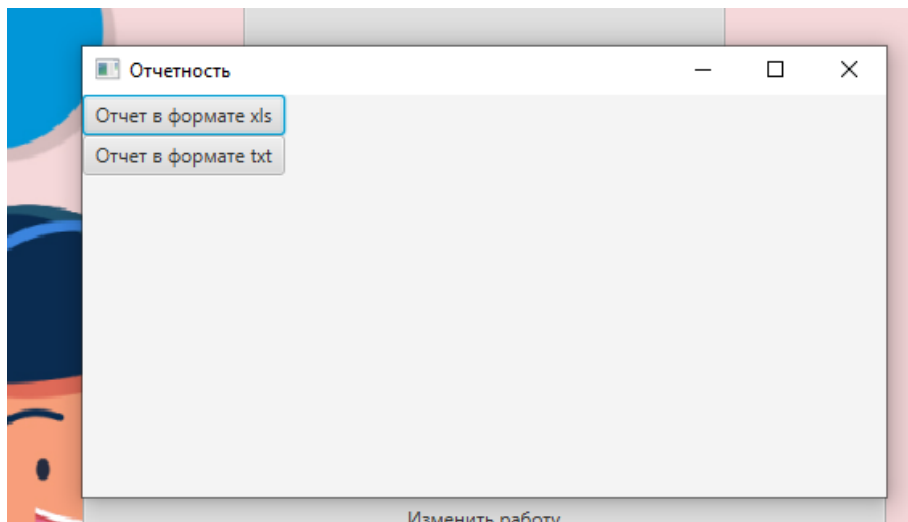 Отчетность
Отчет в формате xls
Отчет в формате txt
Изменить работу